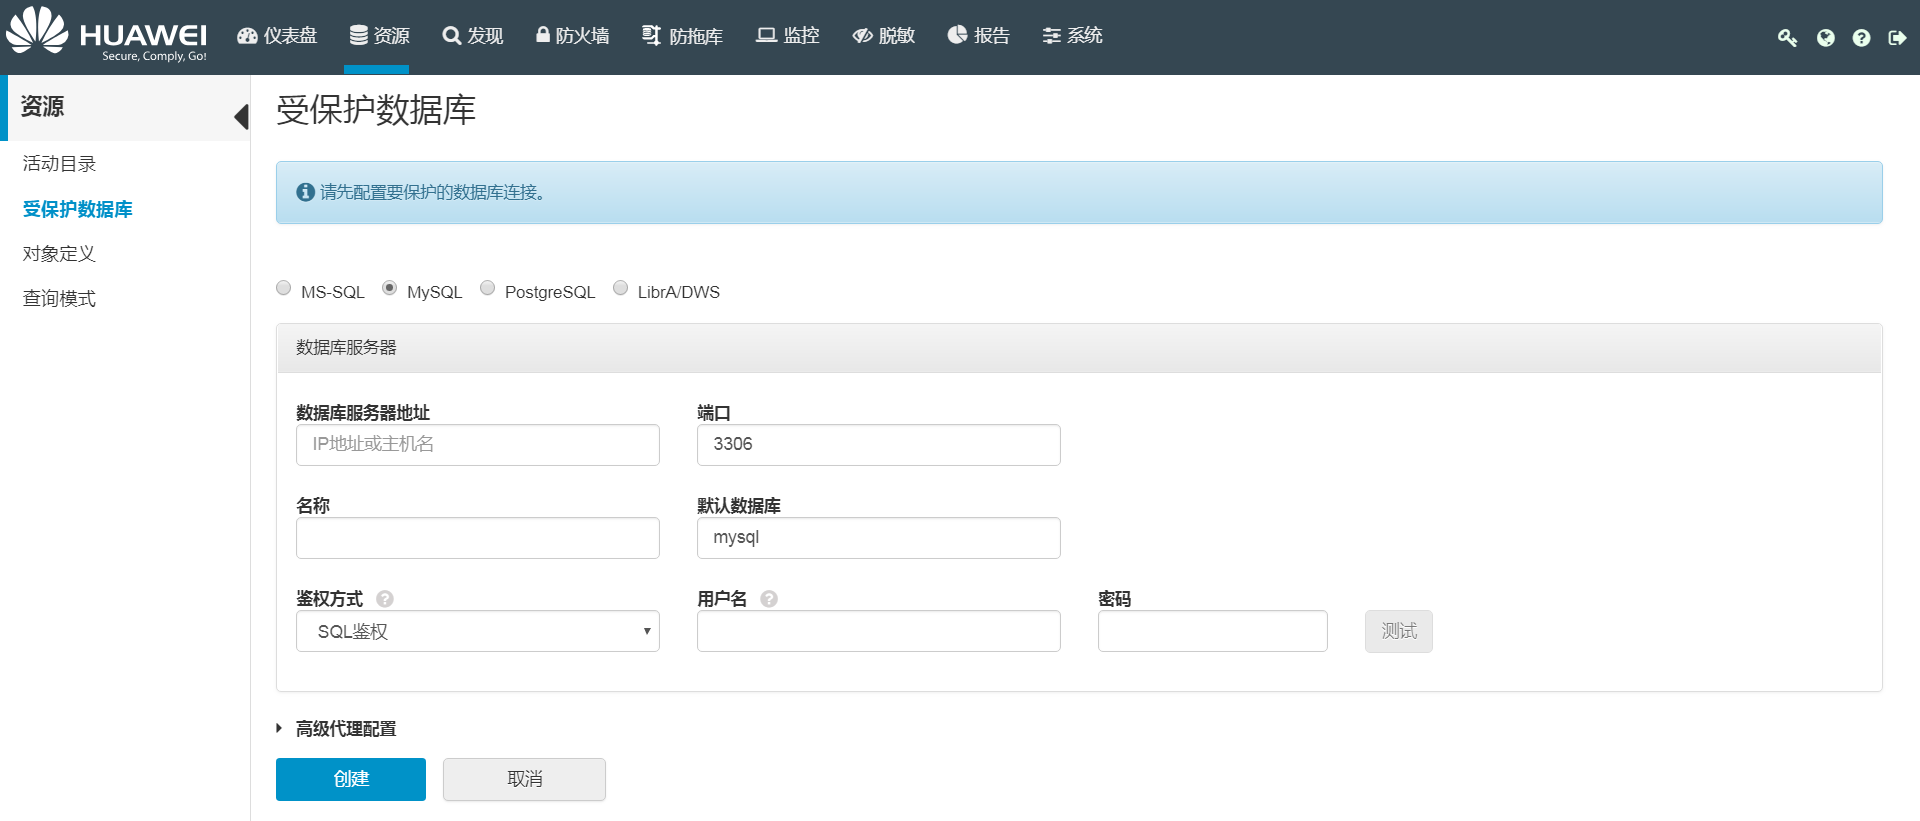 HUAWEI
Secure, Comply, Go!
仪表盘 资源 发现 防火墙 防拖库 监控 脱敏 报告 系统
资源
活动目录
受保护数据库
对象定义
查询模式
受保护数据库
请先配置要保护的数据库连接。
MS-SQL MySQL PostgreSQL LibrA/DWS
数据库服务器
数据库服务器地址 端口
IP地址或主机名 3306
名称 默认数据库
mysql
鉴权方式 ? 用户名 ? 密码
SQL鉴权 测试
高级代理配置
创建 取消